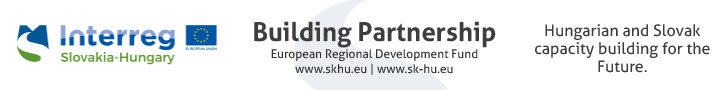 Interreg
EUROPEAN UNION
Slovakia-Hungary
Building Partnership
European Regional Development Fund
www.skhu.eu | www.sk-hu.eu
Hungarian and Slovak
capacity building for the
Future.